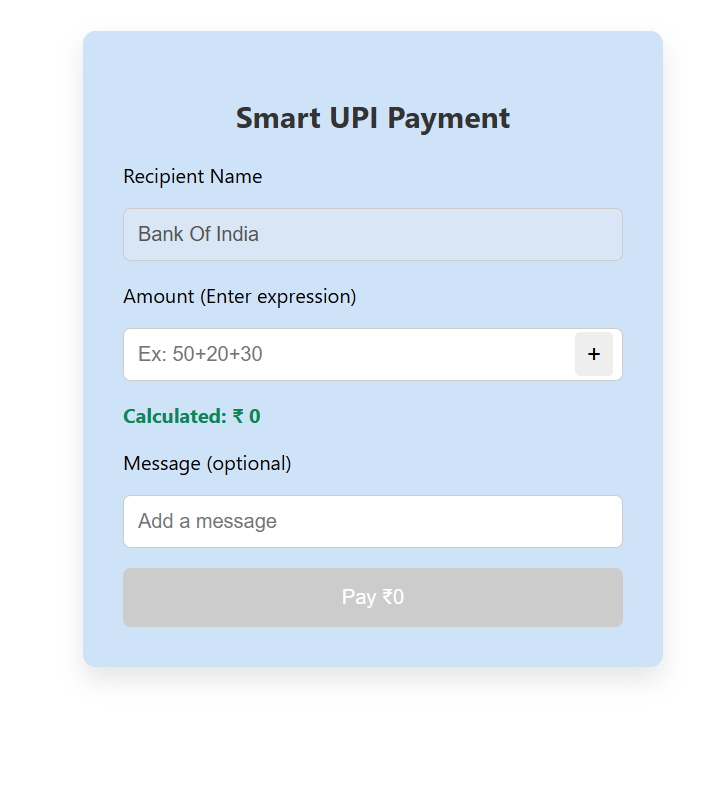 Smart UPI Payment
Recipient Name
Bank Of India
Amount (Enter expression)
Ex: 50+20+30 +
Calculated: ₹ 0
Message (optional)
Add a message
Pay ₹0